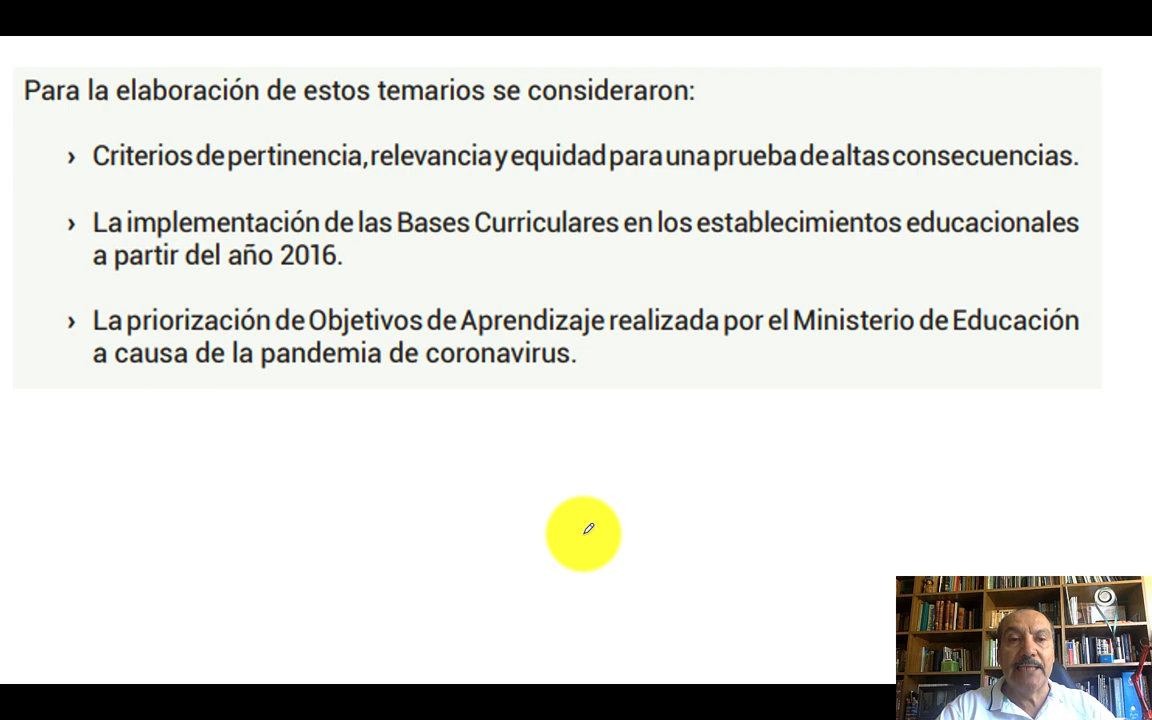 Para la elaboración de estos temarios se consideraron:
› Criterios de pertinencia, relevancia y equidad para una prueba de altas consecuencias.
› La implementación de las Bases Curriculares en los establecimientos educacionales
a partir del año 2016.
› La priorización de Objetivos de Aprendizaje realizada por el Ministerio de Educación
a causa de la pandemia de coronavirus.